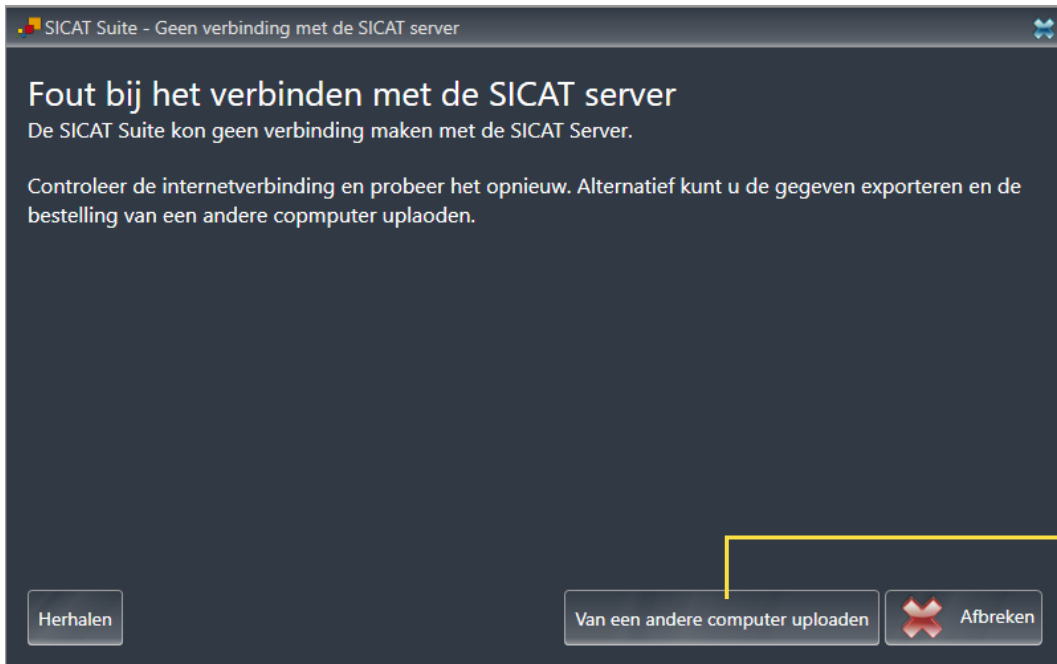 SICAT Suite - Geen verbinding met de SICAT server
Fout bij het verbinden met de SICAT server
De SICAT Suite kon geen verbinding maken met de SICAT Server.
Controleer de internetverbinding en probeer het opnieuw. Alternatief kunt u de gegeven exporteren en de
bestelling van een andere copmputer uplaoden.
Herhalen
Van een andere computer uploaden
Afbreken